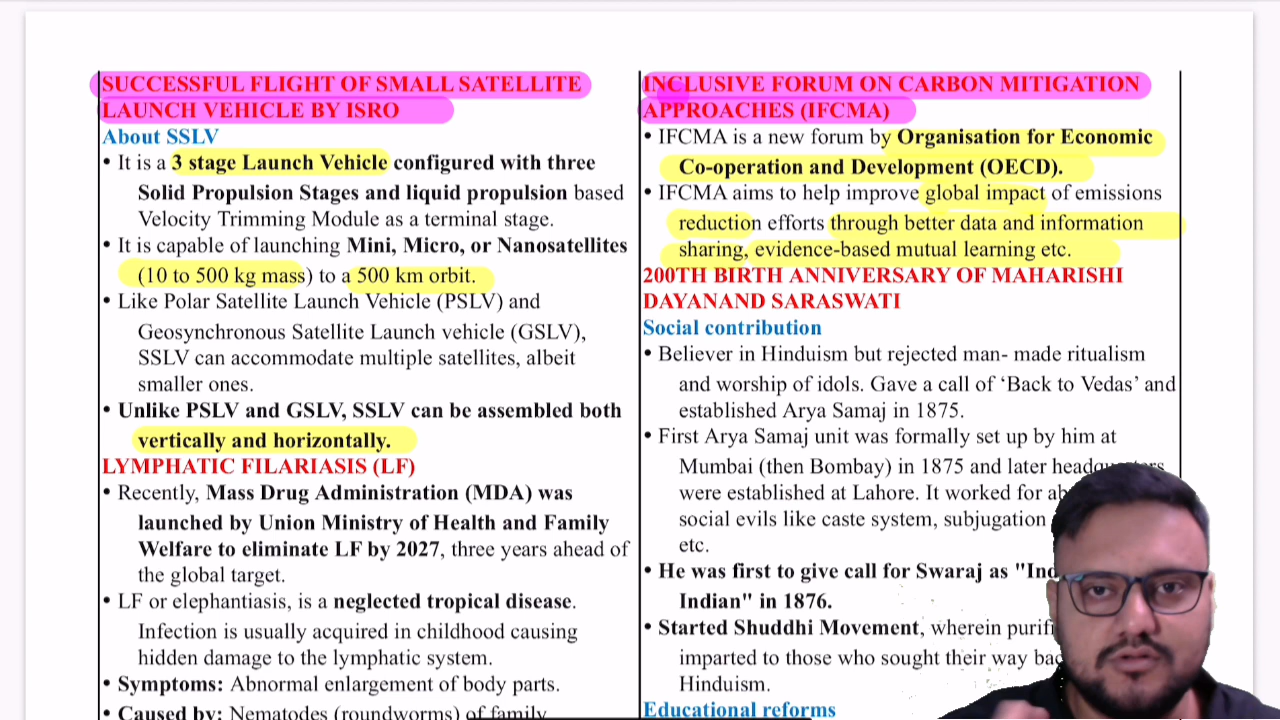 SUCCESSFUL FLIGHT OF SMALL SATELLITE
LAUNCH VEHICLE BY ISRO
About SSLV
• It is a 3 stage Launch Vehicle configured with three
Solid Propulsion Stages and liquid propulsion based
Velocity Trimming Module as a terminal stage.
• It is capable of launching Mini, Micro, or Nanosatellites
(10 to 500 kg mass) to a 500 km orbit.
• Like Polar Satellite Launch Vehicle (PSLV) and
Geosynchronous Satellite Launch vehicle (GSLV),
SSLV can accommodate multiple satellites, albeit
smaller ones.
• Unlike PSLV and GSLV, SSLV can be assembled both
vertically and horizontally.
LYMPHATIC FILARIASIS (LF)
• Recently, Mass Drug Administration (MDA) was
launched by Union Ministry of Health and Family
Welfare to eliminate LF by 2027, three years ahead of
the global target.
• LF or elephantiasis, is a neglected tropical disease.
Infection is usually acquired in childhood causing
hidden damage to the lymphatic system.
• Symptoms: Abnormal enlargement of body parts.
• Caused by: Nematodes (roundworms) of family
INCLUSIVE FORUM ON CARBON MITIGATION
APPROACHES (IFCMA)
• IFCMA is a new forum by Organisation for Economic
Co-operation and Development (OECD).
• IFCMA aims to help improve global impact of emissions
reduction efforts through better data and information
sharing, evidence-based mutual learning etc.
200TH BIRTH ANNIVERSARY OF MAHARISHI
DAYANAND SARASWATI
Social contribution
• Believer in Hinduism but rejected man- made ritualism
and worship of idols. Gave a call of ‘Back to Vedas’ and
established Arya Samaj in 1875.
• First Arya Samaj unit was formally set up by him at
Mumbai (then Bombay) in 1875 and later
were established at Lahore. It worked for
social evils like caste system, subjugation
etc.
• He was first to give call for Swaraj as
Indian" in 1876.
• Started Shuddhi Movement, wherein
imparted to those who sought their way
Hinduism.
Educational reforms